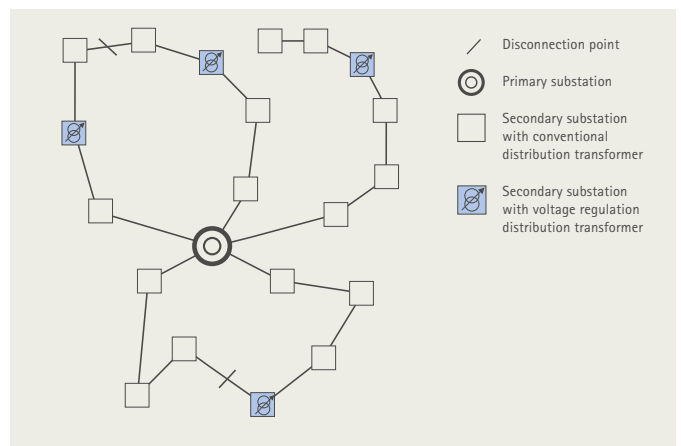 Disconnection point
Primary substation
Secondary substation
with conventional
distribution transformer
Secondary substation
with voltage regulation
distribution transformer